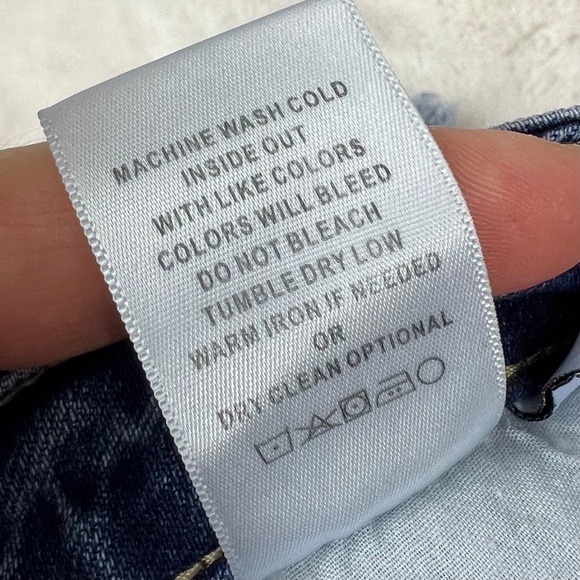 MACHINE WASH COLD
INSIDE OUT
WITH LIKE COLORS
COLORS WILL BLEED
DO NOT BLEACH
TUMBLE DRY LOW
WARM IRON IF NEEDED
OR
DRY CLEAN OPTIONAL